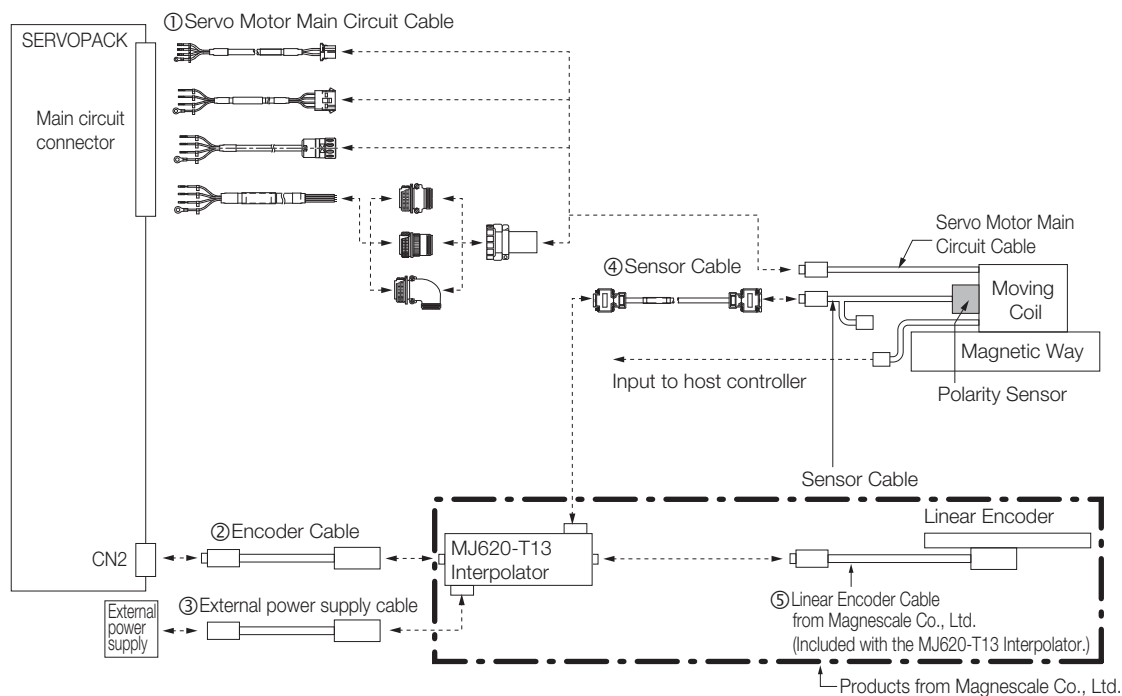 ①Servo Motor Main Circuit Cable
SERVOPACK
Main circuit
connector
Servo Motor Main
Circuit Cable
④Sensor Cable
Moving
Coil
Magnetic Way
Input to host controller
Polarity Sensor
Sensor Cable
Linear Encoder
②Encoder Cable
CN2
MJ620-T13
Interpolator
③External power supply cable
External
power
supply
⑤Linear Encoder Cable
from Magnescale Co., Ltd.
(Included with the MJ620-T13 Interpolator.)
Products from Magnescale Co., Ltd.